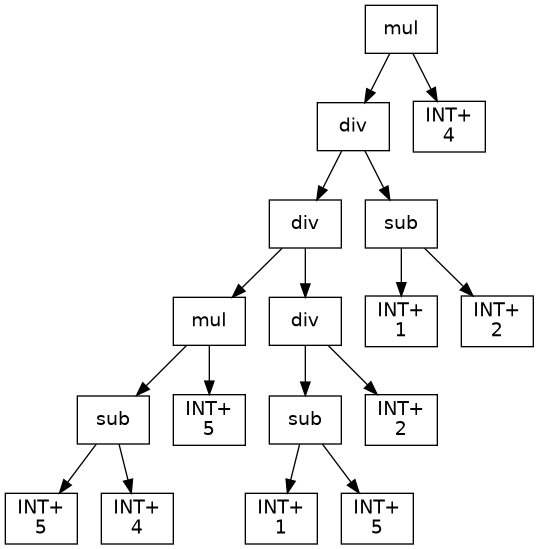 mul
div
INT+
4
div
sub
mul
div
INT+
1
INT+
2
sub
INT+
5
sub
INT+
2
INT+
5
INT+
4
INT+
1
INT+
5